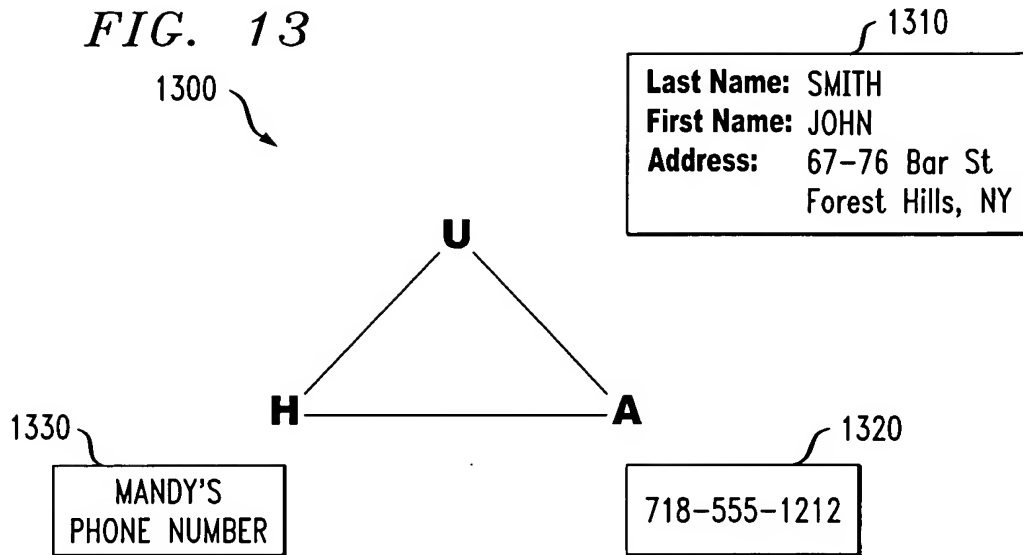 FIG. 13
1300
1310
Last Name: SMITH
First Name: JOHN
Address: 67-76 Bar St
Forest Hills, NY
U
H
A
1330
MANDY'S
PHONE NUMBER
1320
718-555-1212